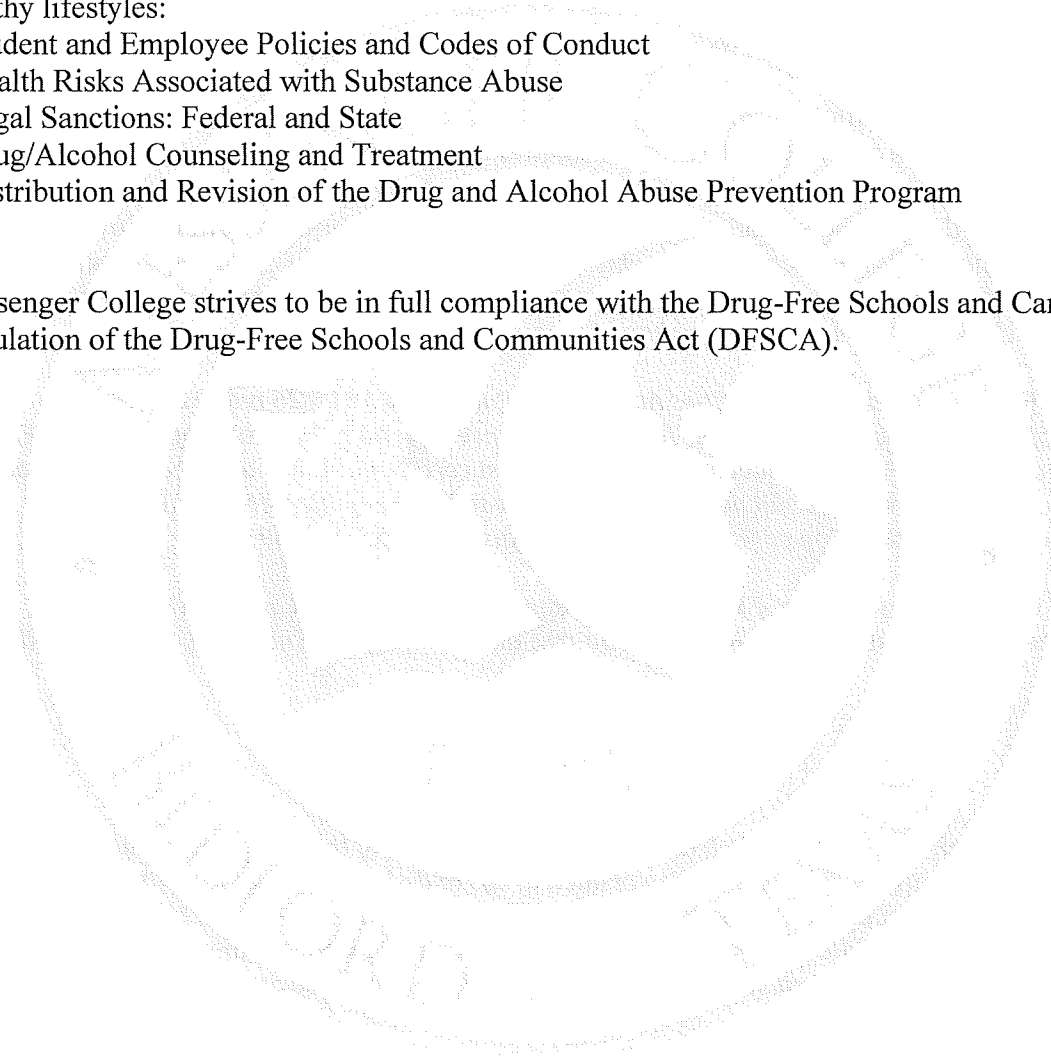 thy lifestyles:
ident and Employee Policies and Codes of Conduct
alth Risks Associated with Substance Abuse
gal Sanctions: Federal and State
ug/Alcohol Counseling and Treatment
stribution and Revision of the Drug and Alcohol Abuse Prevention Program
senger College strives to be in full compliance with the Drug-Free Schools and Car
ulation of the Drug-Free Schools and Communities Act (DFSCA).
TEXAS